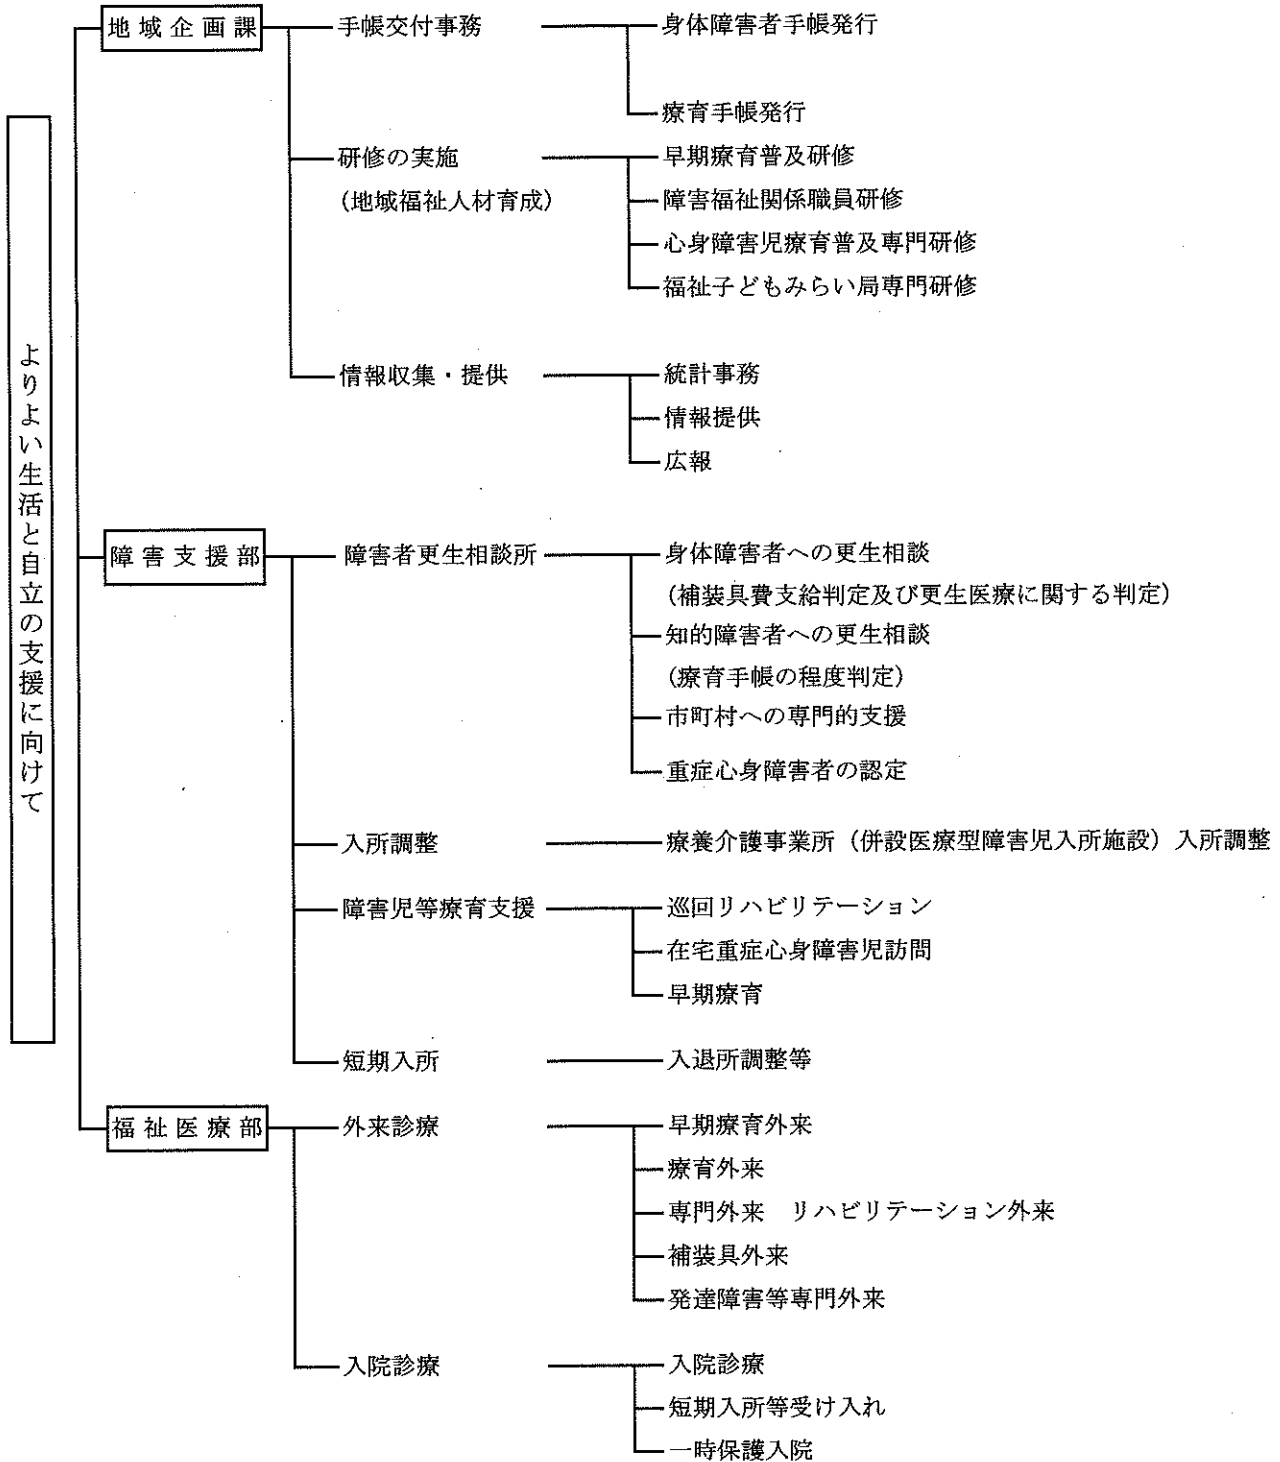 よりよい生活と自立の支援に向けて
地域企画課
手帳交付事務
身体障害者手帳発行
療育手帳発行
研修の実施
(地域福祉人材育成)
早期療育普及研修
障害福祉関係職員研修
心身障害児療育普及専門研修
福祉子どもみらい局専門研修
情報収集・提供
統計事務
情報提供
広報
障害支援部
障害者更生相談所
身体障害者への更生相談
(補装具費支給判定及び更生医療に関する判定)
知的障害者への更生相談
(療育手帳の程度判定)
市町村への専門的支援
重症心身障害者の認定
入所調整
療養介護事業所（併設医療型障害児入所施設）入所調整
障害児等療育支援
巡回リハビリテーション
在宅重症心身障害児訪問
早期療育
短期入所
入退所調整等
福祉医療部
外来診療
早期療育外来
療育外来
専門外来　リハビリテーション外来
補装具外来
発達障害等専門外来
入院診療
入院診療
短期入所等受け入れ
一時保護入院